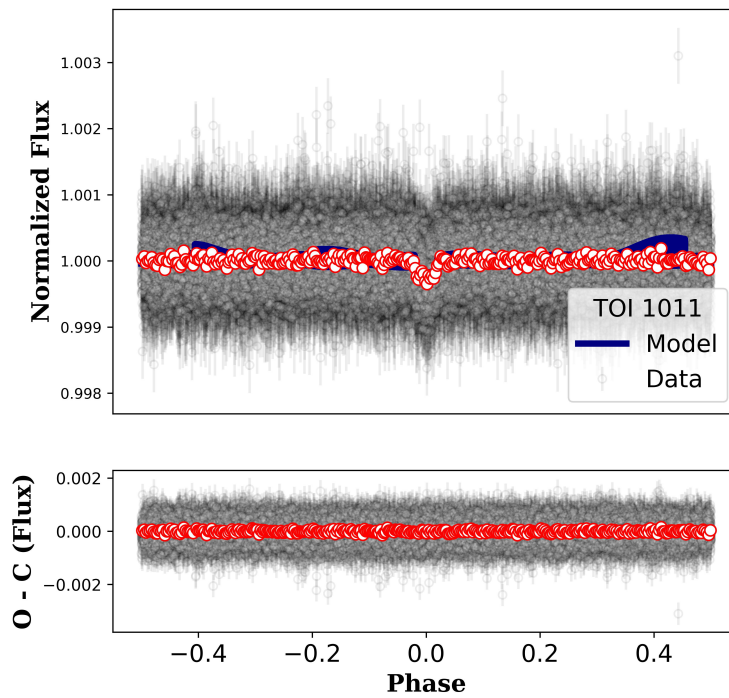 Normalized Flux
1.003
1.002
1.001
1.000
0.999
0.998
TOI 1011
Model
Data
O - C (Flux)
0.002
0.000
−0.002
−0.4
−0.2
0.0
0.2
0.4
Phase